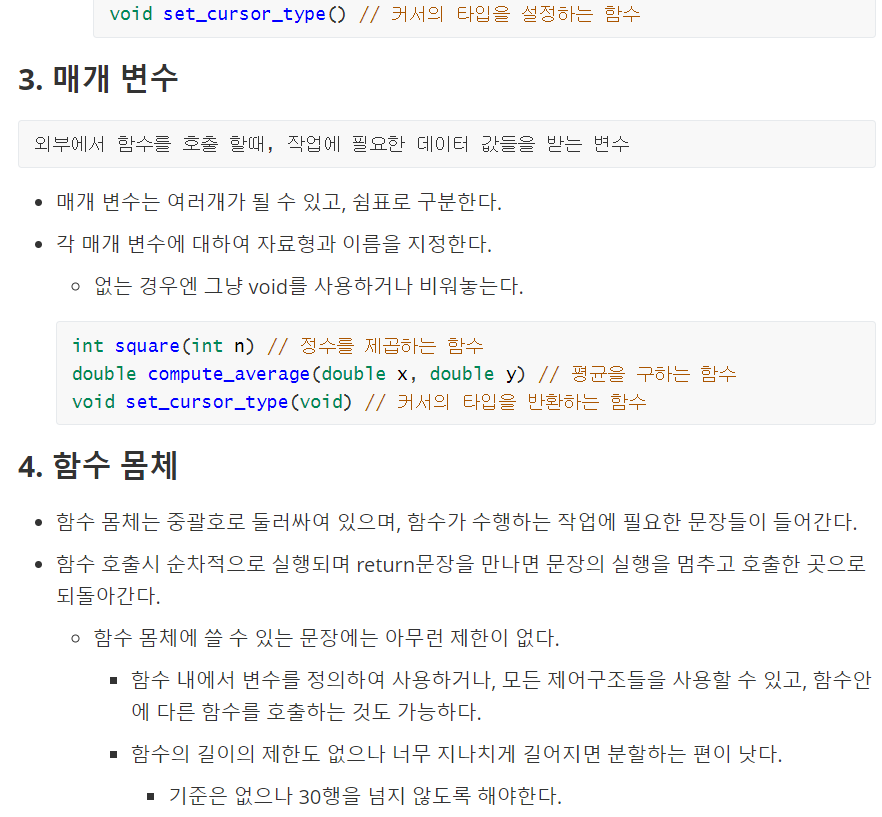 void set_cursor_type() // 커서의 타입을 설정하는 함수
3. 매개 변수
외부에서 함수를 호출 할때, 작업에 필요한 데이터 값들을 받는 변수
• 매개 변수는 여러개가 될 수 있고, 쉼표로 구분한다.
• 각 매개 변수에 대하여 자료형과 이름을 지정한다.
◦ 없는 경우엔 그냥 void를 사용하거나 비워놓는다.
int square(int n) // 정수를 제곱하는 함수
double compute_average(double x, double y) // 평균을 구하는 함수
void set_cursor_type(void) // 커서의 타입을 반환하는 함수
4. 함수 몸체
• 함수 몸체는 중괄호로 둘러싸여 있으며, 함수가 수행하는 작업에 필요한 문장들이 들어간다.
• 함수 호출시 순차적으로 실행되며 return문장을 만나면 문장의 실행을 멈추고 호출한 곳으로
되돌아간다.
◦ 함수 몸체에 쓸 수 있는 문장에는 아무런 제한이 없다.
▪ 함수 내에서 변수를 정의하여 사용하거나, 모든 제어구조들을 사용할 수 있고, 함수안
에 다른 함수를 호출하는 것도 가능하다.
▪ 함수의 길이의 제한도 없으나 너무 지나치게 길어지면 분할하는 편이 낫다.
▪ 기준은 없으나 30행을 넘지 않도록 해야한다.